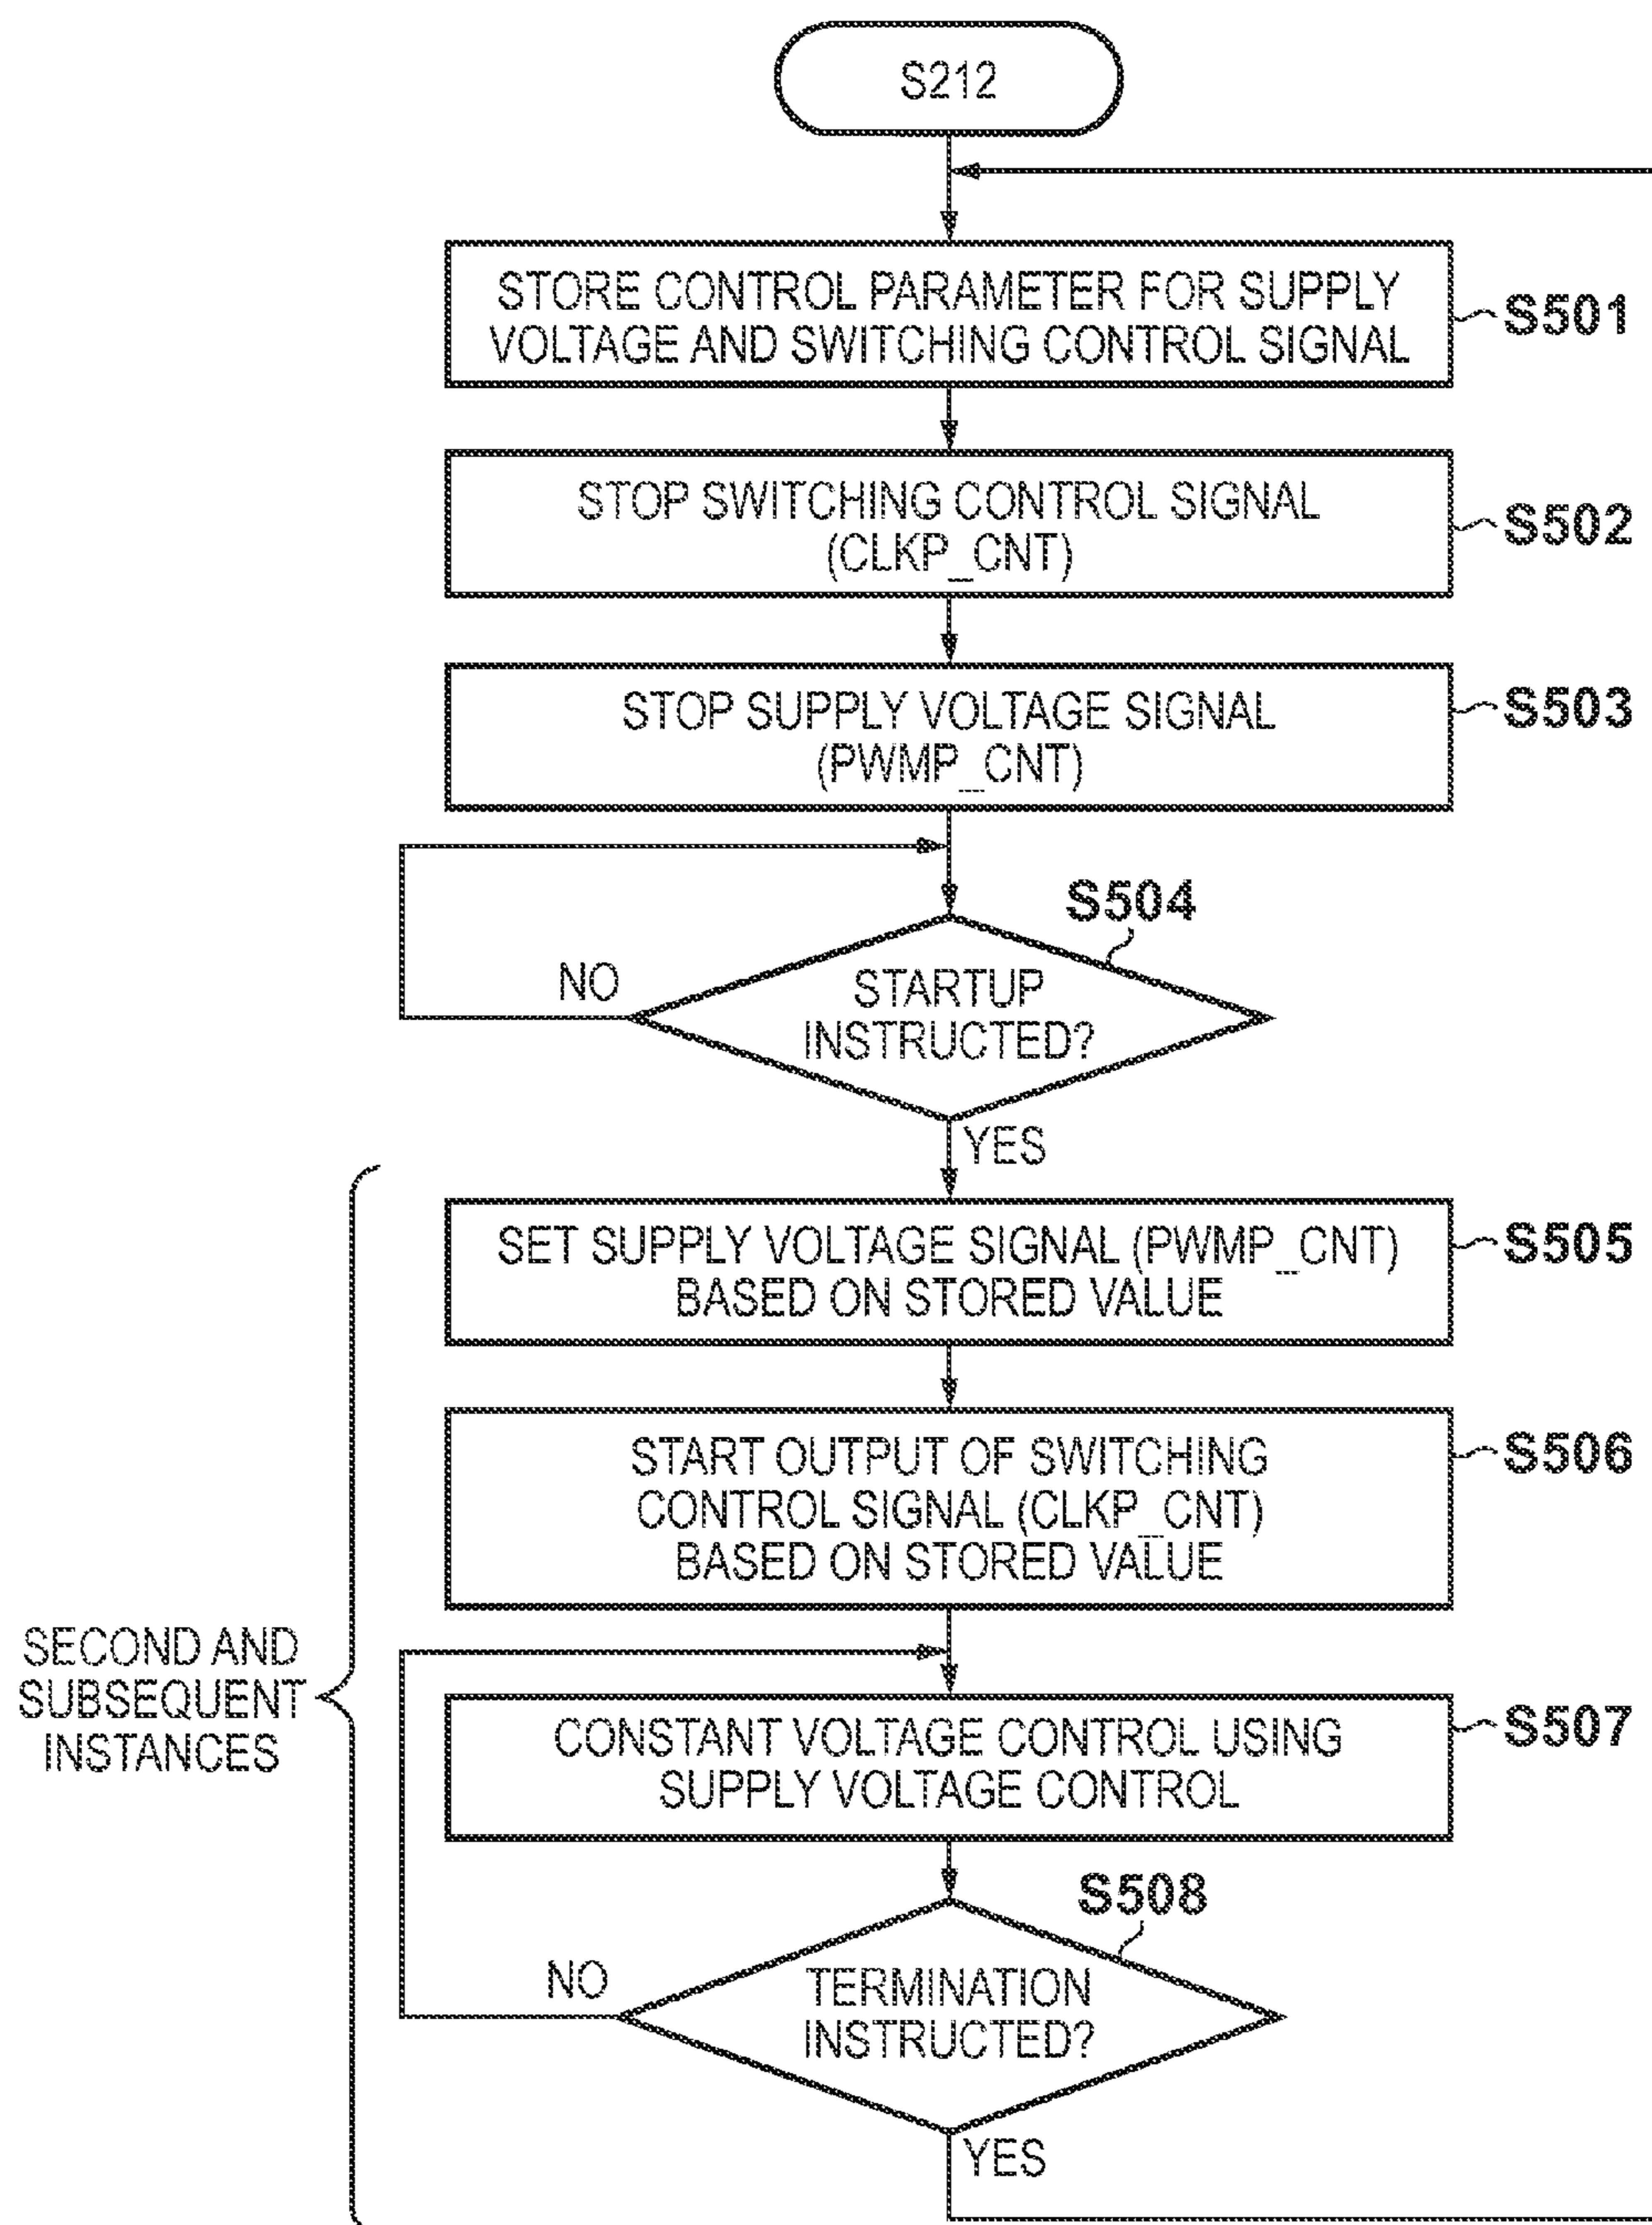 S212
STORE CONTROL PARAMETER FOR SUPPLY
VOLTAGE AND SWITCHING CONTROL SIGNAL
S501
STOP SWITCHING CONTROL SIGNAL
(CLKP_CNT)
S502
STOP SUPPLY VOLTAGE SIGNAL
(PWMP_CNT)
S503
S504
NO
STARTUP
INSTRUCTED?
YES
SET SUPPLY VOLTAGE SIGNAL (PWMP_CNT)
BASED ON STORED VALUE
S505
START OUTPUT OF SWITCHING
CONTROL SIGNAL (CLKP_CNT)
BASED ON STORED VALUE
S506
SECOND AND
SUBSEQUENT
INSTANCES
CONSTANT VOLTAGE CONTROL USING
SUPPLY VOLTAGE CONTROL
S507
S508
NO
TERMINATION
INSTRUCTED?
YES